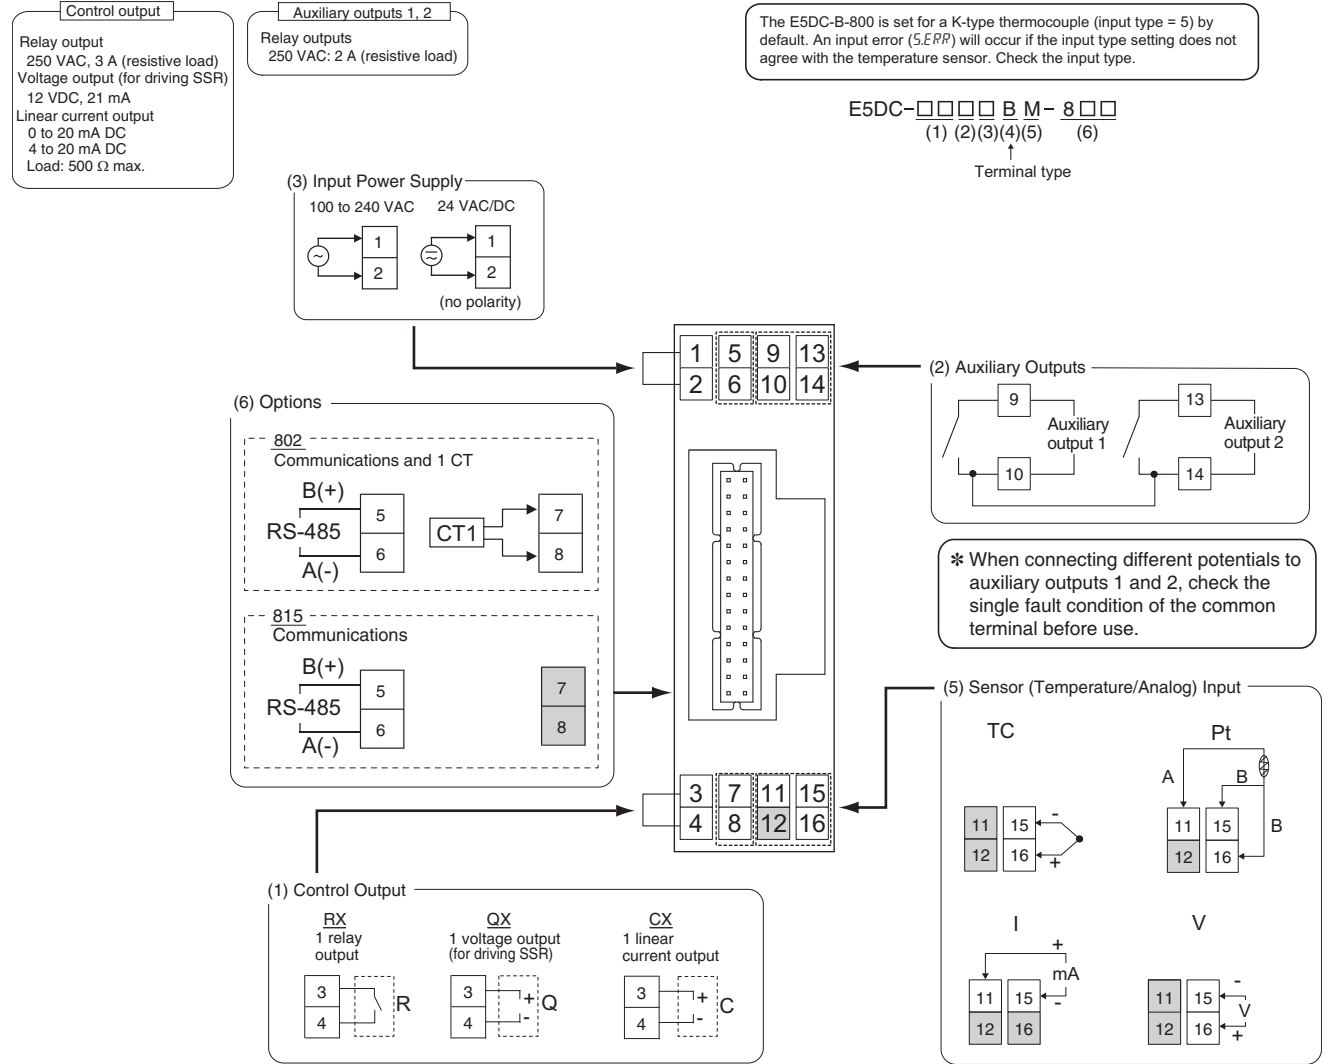 Control output
Relay output
250 VAC, 3 A (resistive load)
Voltage output (for driving SSR)
12 VDC, 21 mA
Linear current output
0 to 20 mA DC
4 to 20 mA DC
Load: 500 Ω max.
Auxiliary outputs 1, 2
Relay outputs
250 VAC: 2 A (resistive load)
The E5DC-B-800 is set for a K-type thermocouple (input type = 5) by
default. An input error (S.ERR) will occur if the input type setting does not
agree with the temperature sensor. Check the input type.
E5DC-□□□□ B M- 8□□
(1) (2)(3)(4)(5) (6)
Terminal type
(3) Input Power Supply
100 to 240 VAC 24 VAC/DC
1 1
2 2
(no polarity)
1 5 9 13
2 6 10 14
(2) Auxiliary Outputs
9 13
Auxiliary
output 1
Auxiliary
output 2
10 14
(6) Options
802
Communications and 1 CT
B(+)
RS-485
A(-)
5
6
CT1
7
8
815
Communications
B(+)
RS-485
A(-)
5
6
7
8
✽ When connecting different potentials to
auxiliary outputs 1 and 2, check the
single fault condition of the common
terminal before use.
3 7 11 15
4 8 12 16
(5) Sensor (Temperature/Analog) Input
TC
11 15 -
12 16 +
Pt
A B
11 15
12 16
B
I
+
mA
-
11 15
12 16
V
11 15 -
V
12 16 +
(1) Control Output
RX
1 relay
output
3
4
R
QX
1 voltage output
(for driving SSR)
3 +
4 -
Q
CX
1 linear
current output
3 +
4 -
C